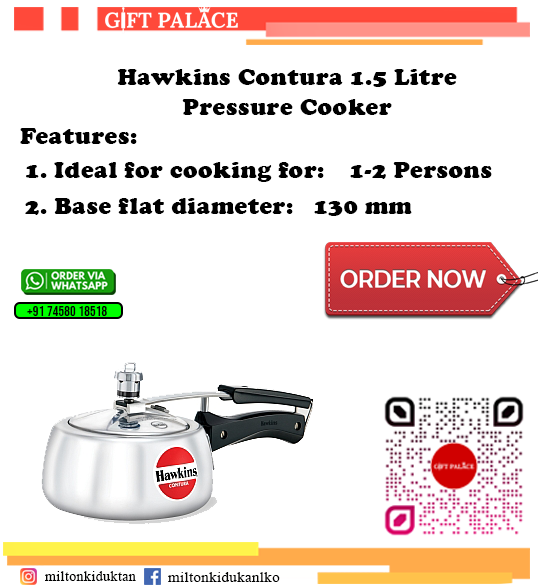 GIFT PALACE
Hawkins Contura 1.5 Litre
Pressure Cooker
Features:
1. Ideal for cooking for: 1-2 Persons
2. Base flat diameter: 130 mm
ORDER VIA
WHATSAPP
+91 74580 18518
ORDER NOW
Hawkins
Hawkins
CONTURA
GIFT PALACE
miltonkiduktan miltonkidukanlko